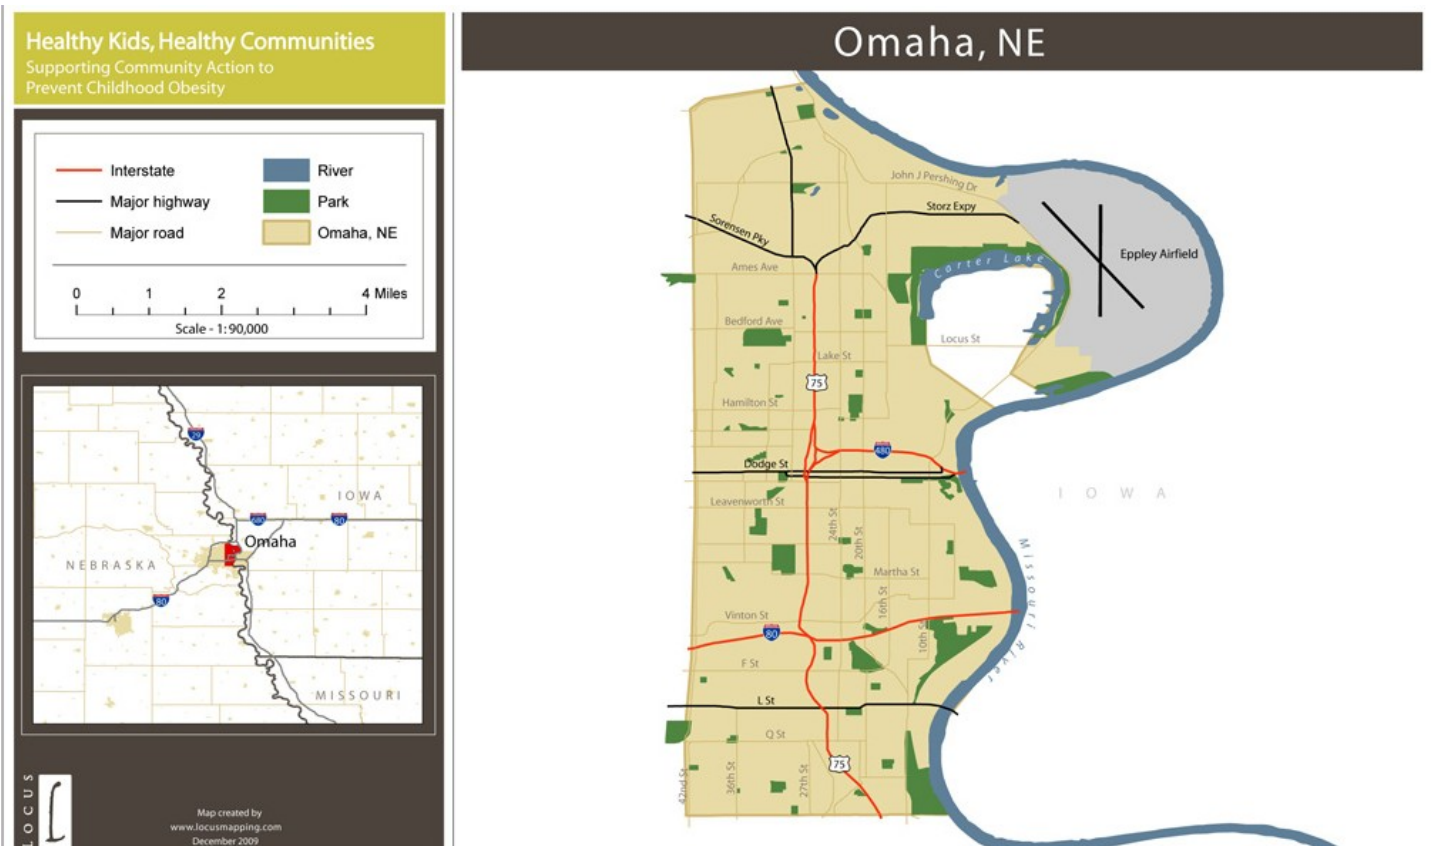 Healthy Kids, Healthy Communities
Supporting Community Action to
Prevent Childhood Obesity
Interstate
River
Major highway
Park
Major road
Omaha, NE
0 1 2 4 Miles
Scale - 1:90,000
29
IOWA
680
80
Omaha
NEBRASKA
80
MISSOURI
LOCUS
Map created by
www.locusmapping.com
December 2009
Omaha, NE
John J Pershing Dr
Storz Expy
Sorensen Pky
Eppley Airfield
Carter Lake
Ames Ave
Bedford Ave
Locus St
Lake St
75
Hamilton St
480
Dodge St
IOWA
Leavenworth St
24th St
20th St
Martha St
16th St
Missouri River
Vinton St
80
10th St
F St
L St
Q St
75
42nd St
36th St
27th St